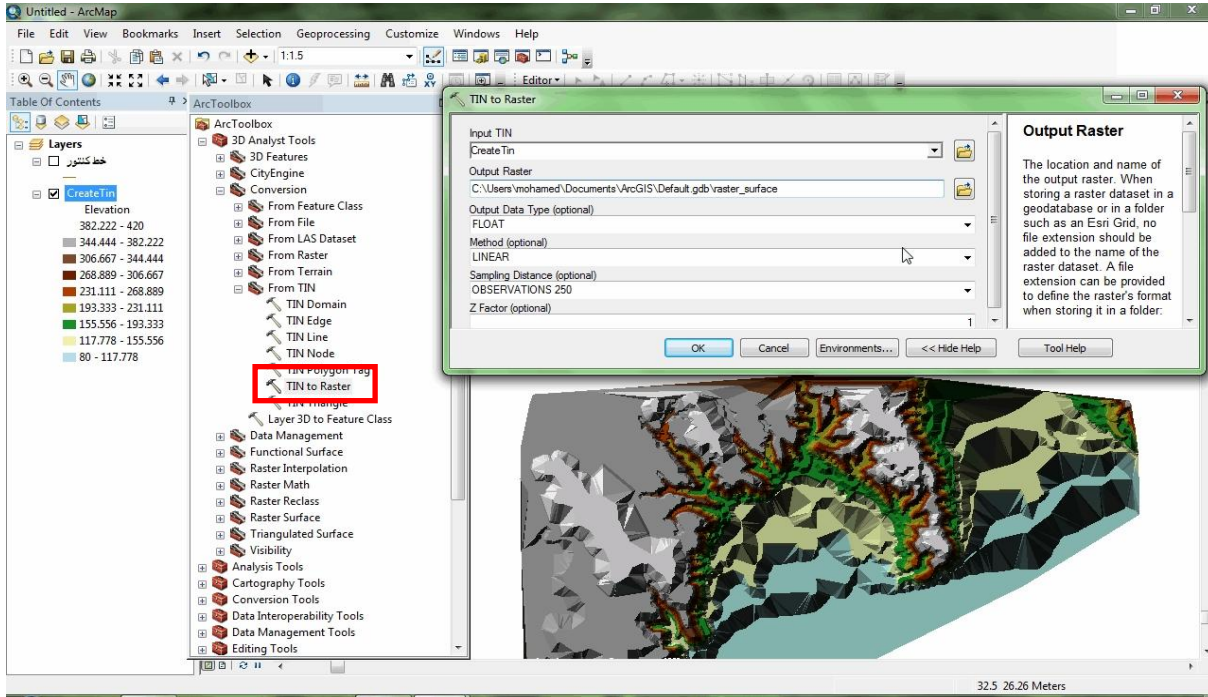 Untitled - ArcMap
File Edit View Bookmarks Insert Selection Geoprocessing Customize Windows Help
1:1.5
Editor
Table Of Contents
Layers
خط كنتور
CreateTin
Elevation
382.222 - 420
344.444 - 382.222
306.667 - 344.444
268.889 - 306.667
231.111 - 268.889
193.333 - 231.111
155.556 - 193.333
117.778 - 155.556
80 - 117.778
ArcToolbox
ArcToolbox
3D Analyst Tools
3D Features
CityEngine
Conversion
From Feature Class
From File
From LAS Dataset
From Raster
From Terrain
From TIN
TIN Domain
TIN Edge
TIN Line
TIN Node
TIN Polygon Tag
TIN to Raster
TIN Triangle
Layer 3D to Feature Class
Data Management
Functional Surface
Raster Interpolation
Raster Math
Raster Reclass
Raster Surface
Triangulated Surface
Visibility
Analysis Tools
Cartography Tools
Conversion Tools
Data Interoperability Tools
Data Management Tools
Editing Tools
TIN to Raster
Input TIN
CreateTin
Output Raster
C:\Users\mohamed\Documents\ArcGIS\Default.gdb\raster_surface
Output Data Type (optional)
FLOAT
Method (optional)
LINEAR
Sampling Distance (optional)
OBSERVATIONS 250
Z Factor (optional)
1
OK Cancel Environments... << Hide Help Tool Help
Output Raster
The location and name of
the output raster. When
storing a raster dataset in a
geodatabase or in a folder
such as an Esri Grid, no
file extension should be
added to the name of the
raster dataset. A file
extension can be provided
to define the raster's format
when storing it in a folder:
32.5 26.26 Meters